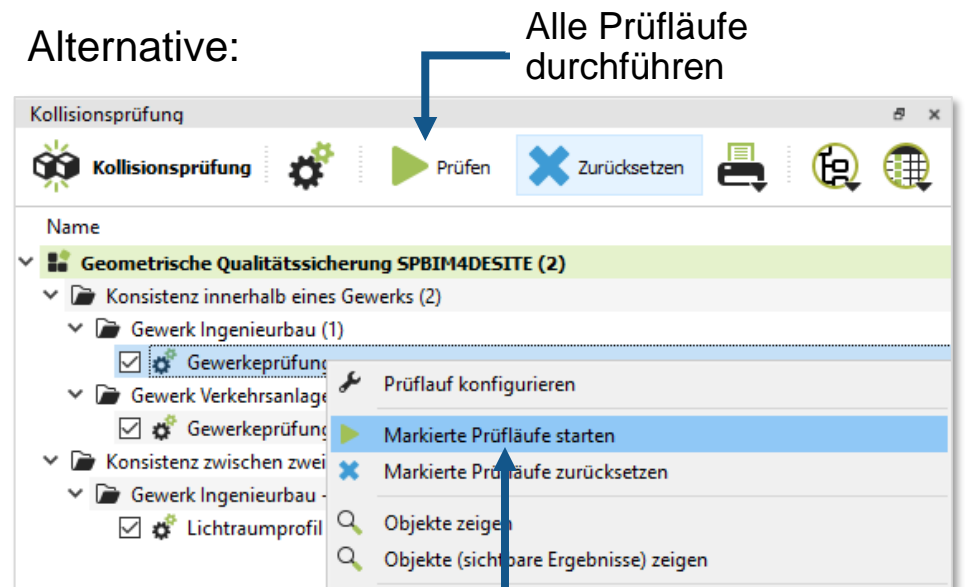 Alternative:
Alle Prüfläufe
durchführen
Kollisionsprüfung
Kollisionsprüfung
Prüfen
Zurücksetzen
Name
Geometrische Qualitätssicherung SPBIM4DESITE (2)
Konsistenz innerhalb eines Gewerks (2)
Gewerk Ingenieurbau (1)
Gewerkeprüfung
Prüflauf konfigurieren
Gewerk Verkehrsanlage
Gewerkeprüfung
Markierte Prüfläufe starten
Konsistenz zwischen zwei
Markierte Prüfläufe zurücksetzen
Gewerk Ingenieurbau -
Lichtraumprofil
Objekte zeigen
Objekte (sichtbare Ergebnisse) zeigen